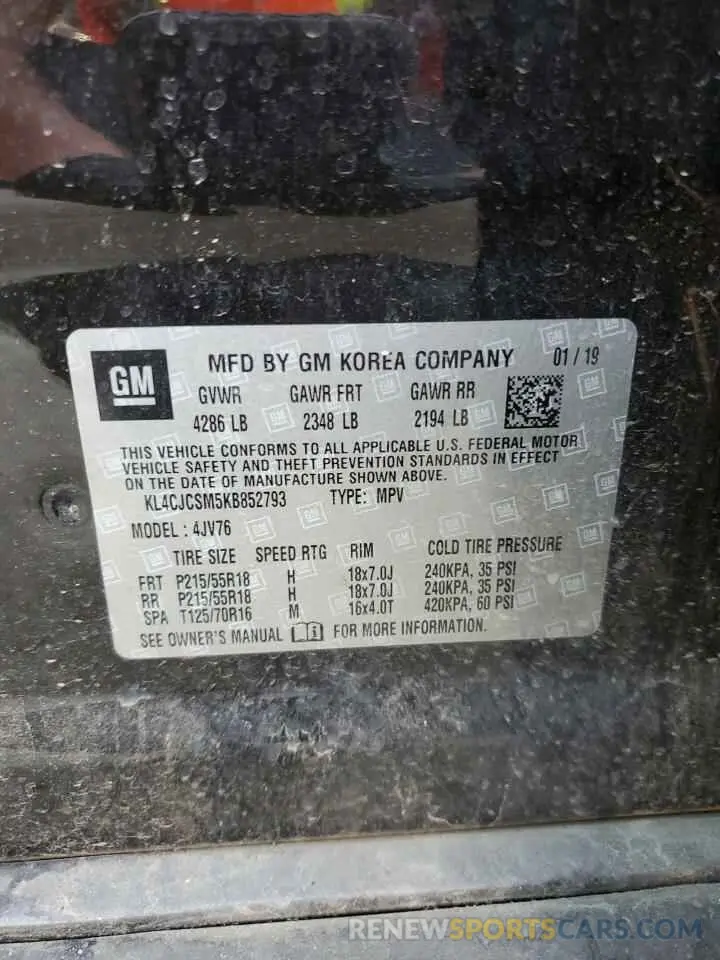 GM
MFD BY GM KOREA COMPANY 01 / 19
GVWR GAWR FRT GAWR RR
4286 LB 2348 LB 2194 LB
THIS VEHICLE CONFORMS TO ALL APPLICABLE U.S. FEDERAL MOTOR
VEHICLE SAFETY AND THEFT PREVENTION STANDARDS IN EFFECT
ON THE DATE OF MANUFACTURE SHOWN ABOVE.
KL4CJCSM5KB852793 TYPE: MPV
MODEL : 4JV76
TIRE SIZE SPEED RTG RIM COLD TIRE PRESSURE
FRT P215/55R18 H 18x7.0J 240KPA, 35 PSI
RR P215/55R18 H 18x7.0J 240KPA, 35 PSI
SPA T125/70R16 M 16x4.0T 420KPA, 60 PSI
SEE OWNER'S MANUAL FOR MORE INFORMATION.
RENEWSPORTSCARS.COM